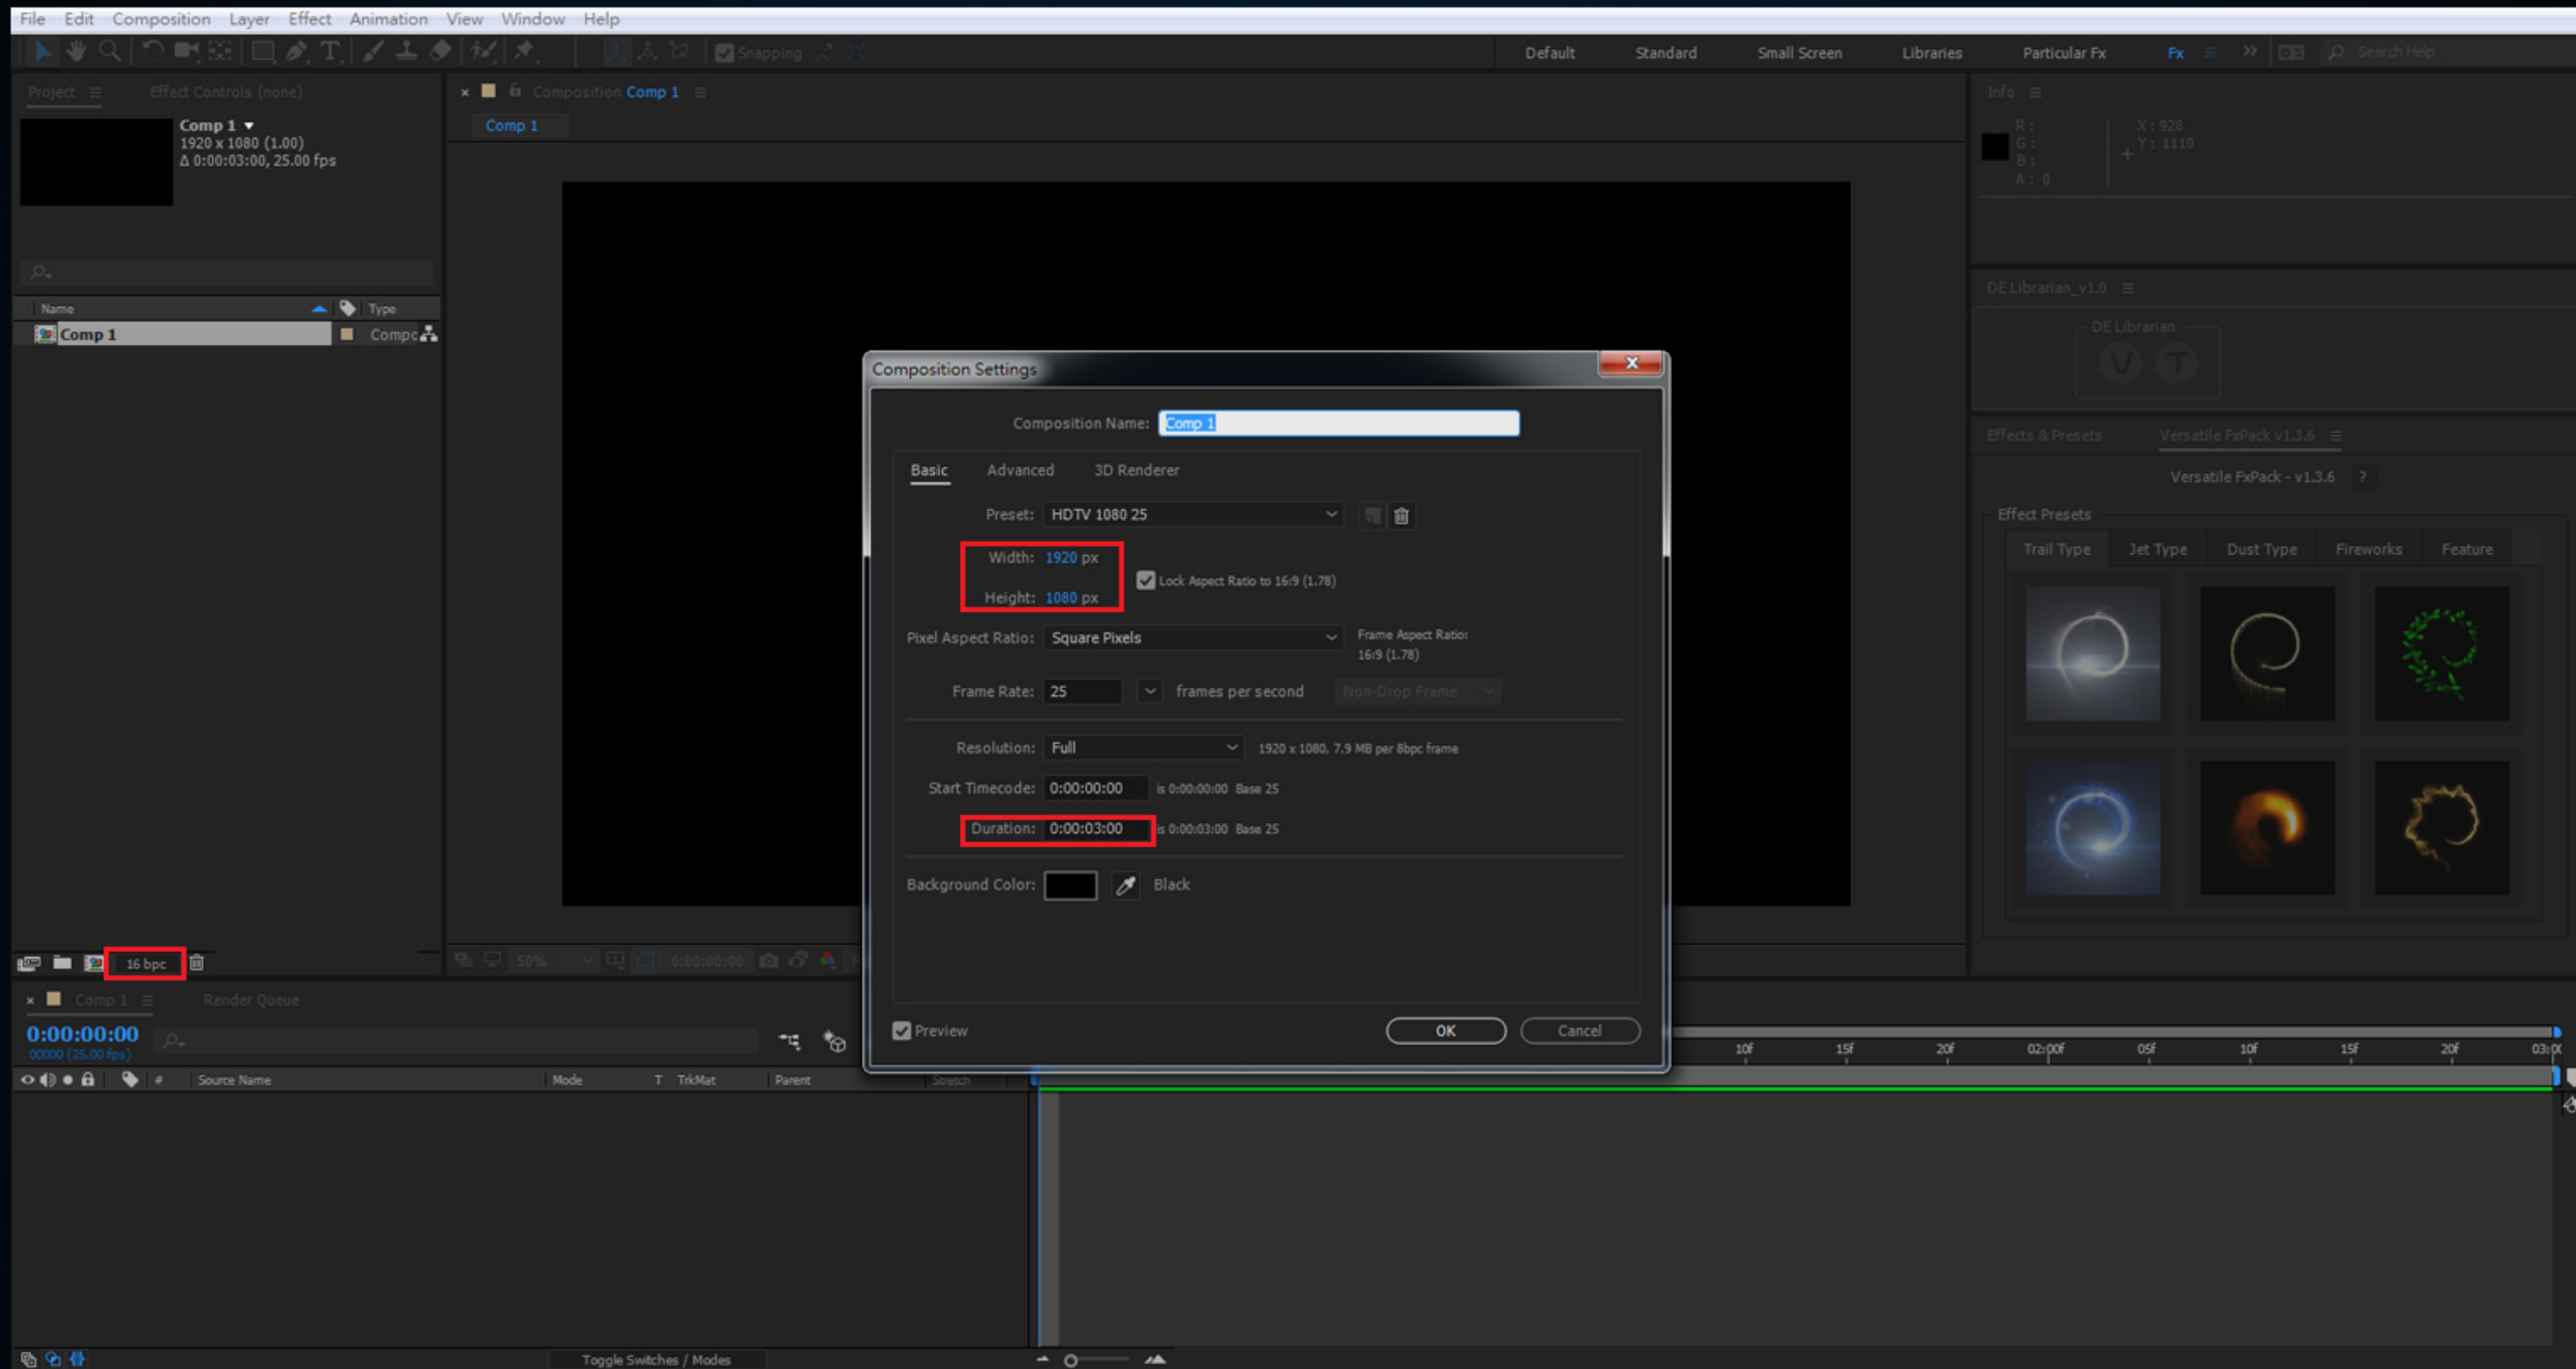 File Edit Composition Layer Effect Animation View Window Help
Snapping
Default Standard Small Screen Libraries Particular Fx Fx Search Help
Project Effect Controls (none)
Comp 1
1920 x 1080 (1.00)
Δ 0:00:03:00, 25.00 fps
Name Type
Comp 1 Compc
16 bpc
Composition Comp 1
Comp 1
50% 0:00:00:00
Composition Settings
Composition Name: Comp 1
Basic Advanced 3D Renderer
Preset: HDTV 1080 25
Width: 1920 px
Lock Aspect Ratio to 16:9 (1.78)
Height: 1080 px
Pixel Aspect Ratio: Square Pixels Frame Aspect Ratio:
16:9 (1.78)
Frame Rate: 25 frames per second Non-Drop Frame
Resolution: Full 1920 x 1080, 7.9 MB per 8bpc frame
Start Timecode: 0:00:00:00 is 0:00:00:00 Base 25
Duration: 0:00:03:00 is 0:00:03:00 Base 25
Background Color: Black
Preview OK Cancel
Info
R: X: 928
G: Y: 1110
B:
A: 0
DE Librarian_v1.0
DE Librarian
V T
Effects & Presets Versatile FxPack v1.3.6
Versatile FxPack - v1.3.6 ?
Effect Presets
Trail Type Jet Type Dust Type Fireworks Feature
Comp 1 Render Queue
0:00:00:00
00000 (25.00 fps)
10f 15f 20f 02:00f 05f 10f 15f 20f 03:0
# Source Name Mode T TrkMat Parent Stretch
Toggle Switches / Modes